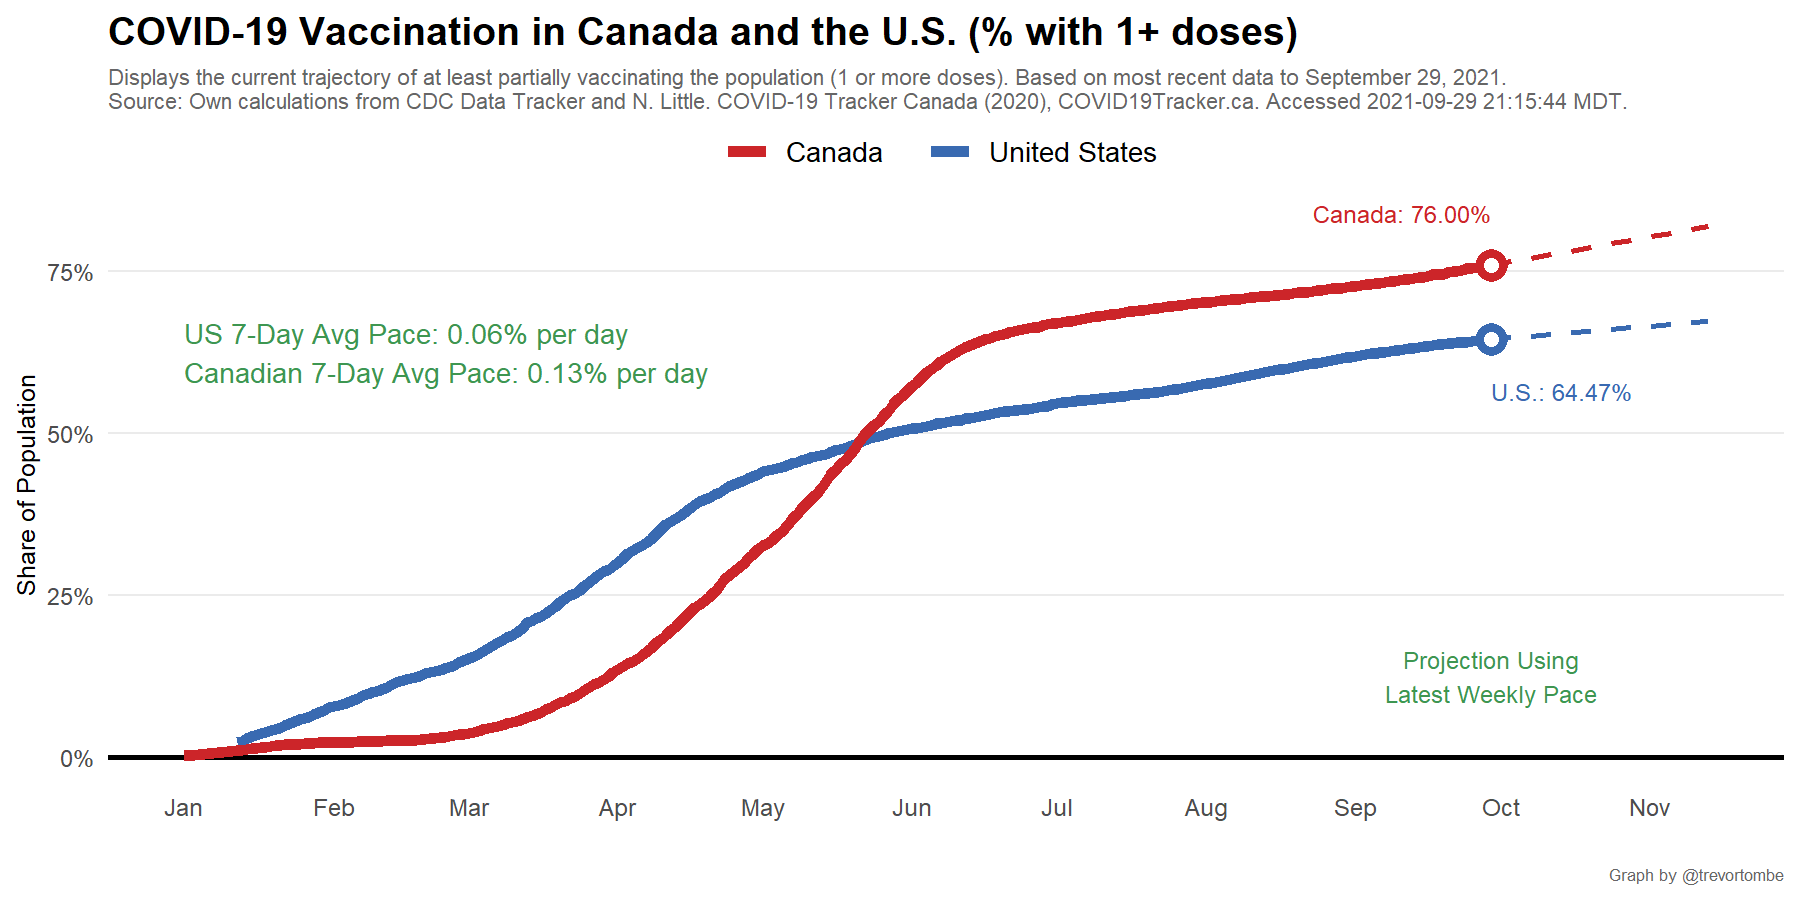 COVID-19 Vaccination in Canada and the U.S. (% with 1+ doses)
Displays the current trajectory of at least partially vaccinating the population (1 or more doses). Based on most recent data to September 29, 2021.
Source: Own calculations from CDC Data Tracker and N. Little. COVID-19 Tracker Canada (2020), COVID19Tracker.ca. Accessed 2021-09-29 21:15:44 MDT.
Canada United States
Canada: 76.00%
75%
US 7-Day Avg Pace: 0.06% per day
Canadian 7-Day Avg Pace: 0.13% per day
U.S.: 64.47%
50%
Share of Population
25%
Projection Using
Latest Weekly Pace
0%
Jan Feb Mar Apr May Jun Jul Aug Sep Oct Nov
Graph by @trevortombe